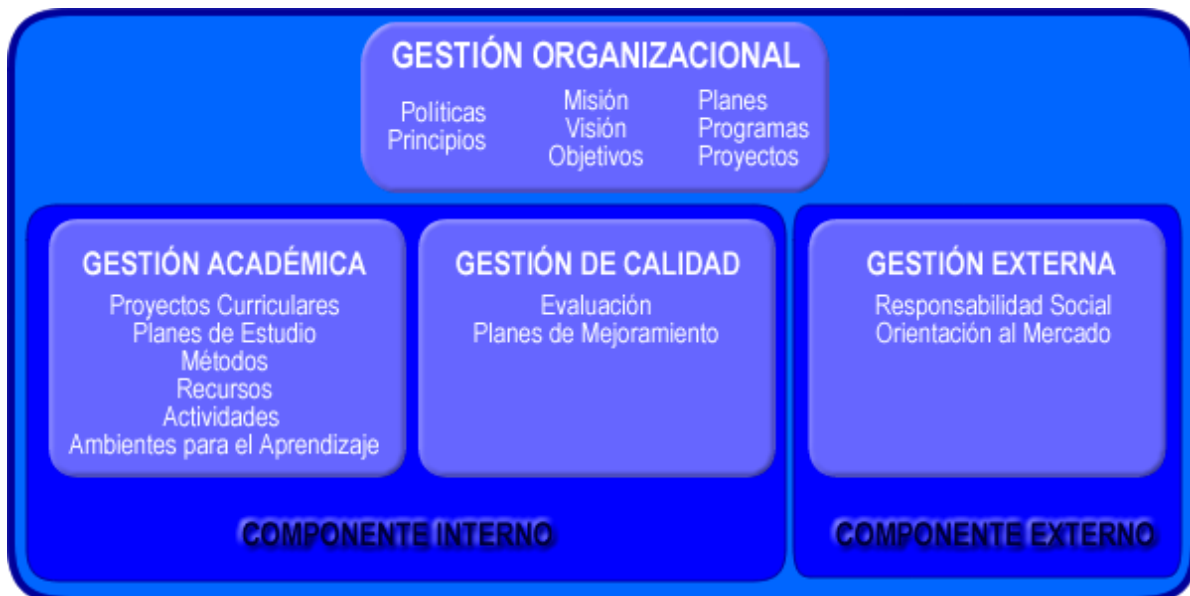 GESTIÓN ORGANIZACIONAL
Políticas
Principios
Misión
Visión
Objetivos
Planes
Programas
Proyectos
GESTIÓN ACADÉMICA
Proyectos Curriculares
Planes de Estudio
Métodos
Recursos
Actividades
Ambientes para el Aprendizaje
GESTIÓN DE CALIDAD
Evaluación
Planes de Mejoramiento
COMPONENTE INTERNO
GESTIÓN EXTERNA
Responsabilidad Social
Orientación al Mercado
COMPONENTE EXTERNO